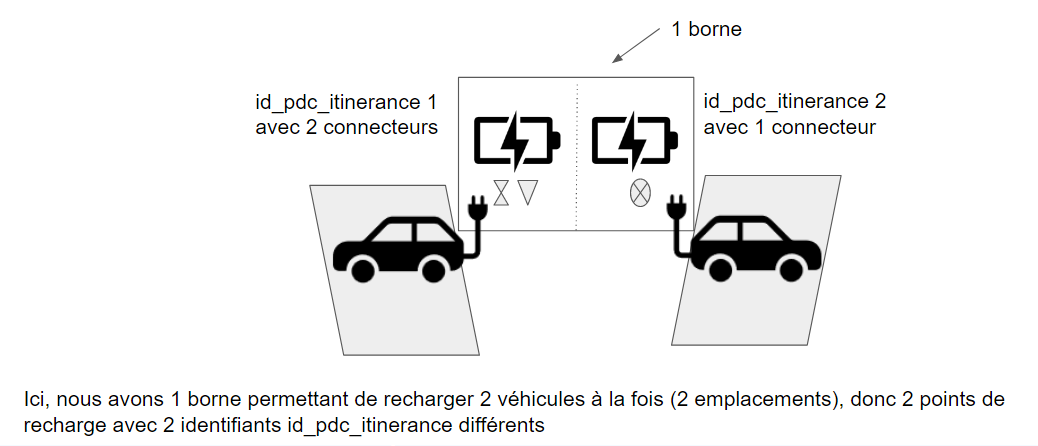 1 borne
id_pdc_itinerance 1
avec 2 connecteurs
id_pdc_itinerance 2
avec 1 connecteur
Ici, nous avons 1 borne permettant de recharger 2 véhicules à la fois (2 emplacements), donc 2 points de
recharge avec 2 identifiants id_pdc_itinerance différents